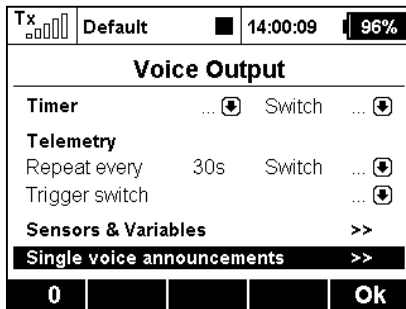 Tx Default 14:00:09 96%
Voice Output
Timer ... Switch ...
Telemetry
Repeat every 30s Switch ...
Trigger switch ...
Sensors & Variables >>
Single voice announcements >>
0 Ok